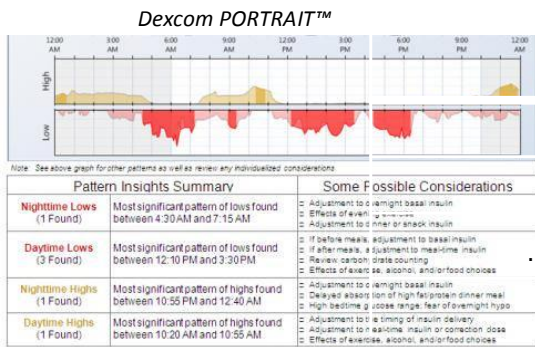 Dexcom PORTRAIT™
12:00 3:00 6:00 9:00 12:00 3:00 6:00 9:00 12:00
AM AM AM AM PM PM PM PM AM
High
Low
Note: See above graph for other patterns as well as review any individualized considerations.
Pattern Insights Summary
Some Possible Considerations
Nighttime Lows
(1 Found)
Most significant pattern of lows found
between 4:30 AM and 7:15 AM
Adjustment to overnight basal insulin
Effects of evening
Adjustment to dinner or snack insulin
Daytime Lows
(3 Found)
Most significant pattern of lows found
between 12:10 PM and 3:30 PM
If before meals, adjustment to basal insulin
If after meals, adjustment to meal-time insulin
Review carbohydrate counting
Effects of exercise, alcohol, and/or food choices
Nighttime Highs
(1 Found)
Most significant pattern of highs found
between 10:55 PM and 12:40 AM
Adjustment to overnight basal insulin
Delayed absorption of high fat/protein dinner meal
High bedtime glucose range: fear of overnight hypo
Daytime Highs
(1 Found)
Most significant pattern of highs found
between 10:20 AM and 10:55 AM
Adjustment to the timing of insulin delivery
Adjustment to meal-time insulin or correction dose
Effects of exercise, alcohol, and/or food choices